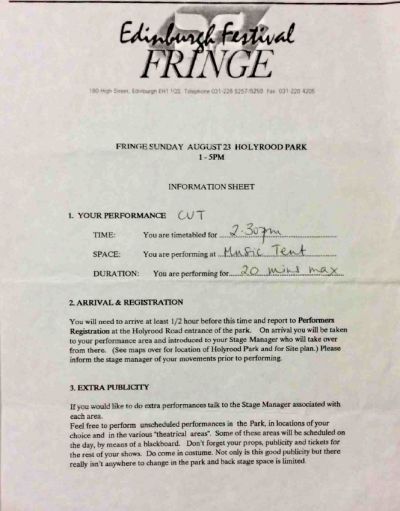 Edinburgh Festival
FRINGE
180 High Street, Edinburgh EH1 1QS. Telephone 031-226 5257/5259 Fax 031-220 4205
FRINGE SUNDAY AUGUST 23 HOLYROOD PARK
1 - 5PM
INFORMATION SHEET
1. YOUR PERFORMANCE CUT
TIME: You are timetabled for 2.30pm
SPACE: You are performing at Music Tent
DURATION: You are performing for 20 mins max
2. ARRIVAL & REGISTRATION
You will need to arrive at least 1/2 hour before this time and report to Performers
Registration at the Holyrood Road entrance of the park. On arrival you will be taken
to your performance area and introduced to your Stage Manager who will take over
from there. (See maps over for location of Holyrood Park and for Site plan.) Please
inform the stage manager of your movements prior to performing.
3. EXTRA PUBLICITY
If you would like to do extra performances talk to the Stage Manager associated with
each area.
Feel free to perform unscheduled performances in the Park, in locations of your
choice and in the various "theatrical areas". Some of these areas will be scheduled on
the day, by means of a blackboard. Don't forget your props, publicity and tickets for
the rest of your shows. Do come in costume. Not only is this good publicity but there
really isn't anywhere to change in the park and back stage space is limited.